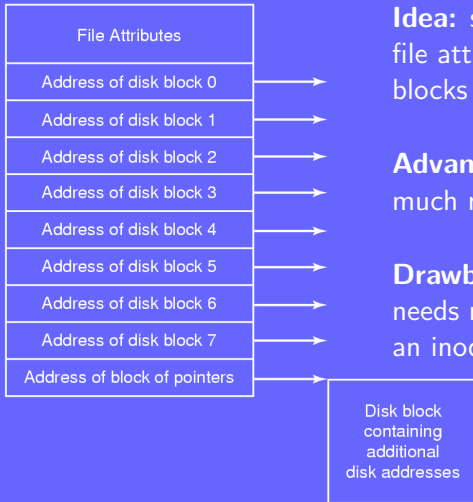 File Attributes
Address of disk block 0
Address of disk block 1
Address of disk block 2
Address of disk block 3
Address of disk block 4
Address of disk block 5
Address of disk block 6
Address of disk block 7
Address of block of pointers
Disk block
containing
additional
disk addresses
Idea:
file att
blocks
Advan
much
Drawb
needs
an ino